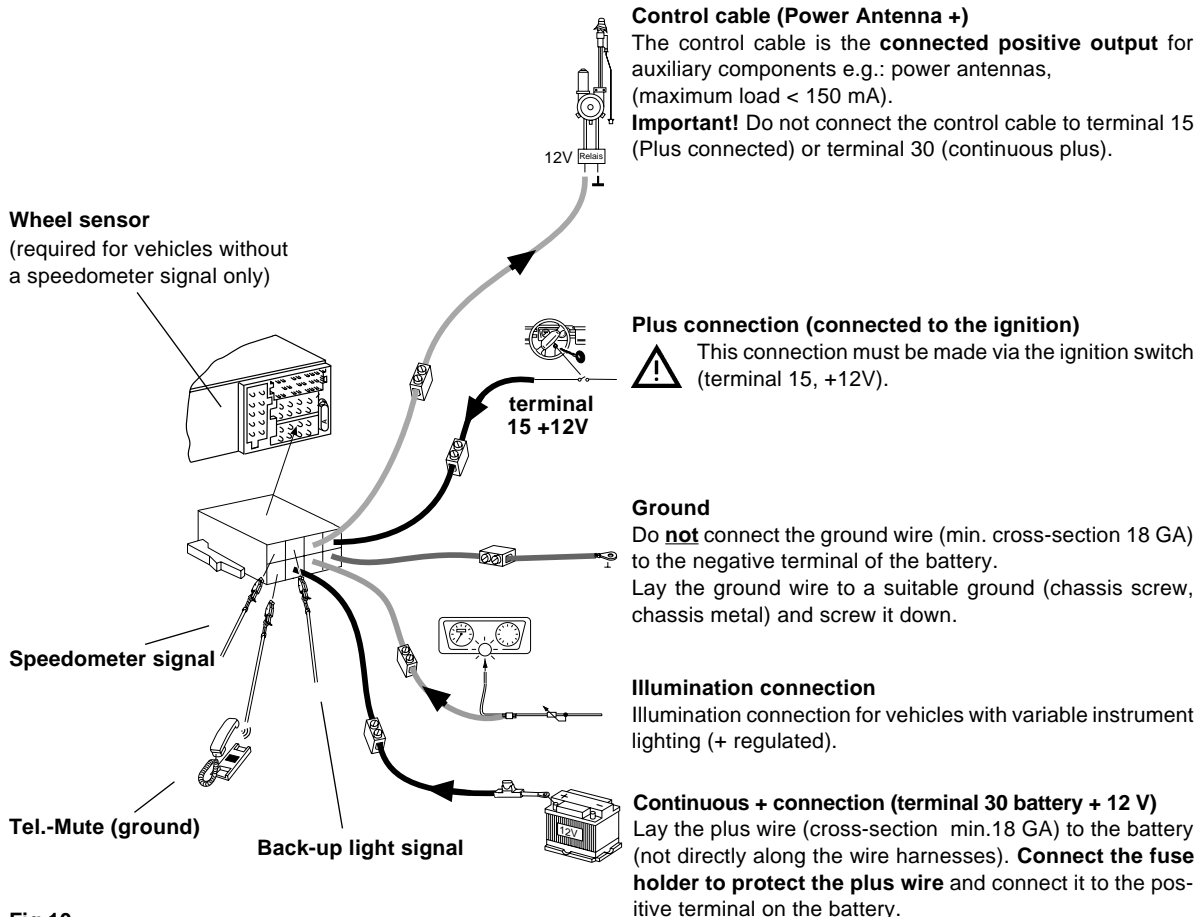 Control cable (Power Antenna +)
The control cable is the connected positive output for
auxiliary components e.g.: power antennas,
(maximum load < 150 mA).
Important! Do not connect the control cable to terminal 15
(Plus connected) or terminal 30 (continuous plus).
12V Relais
Wheel sensor
(required for vehicles without
a speedometer signal only)
Plus connection (connected to the ignition)
This connection must be made via the ignition switch
(terminal 15, +12V).
terminal
15 +12V
Ground
Do not connect the ground wire (min. cross-section 18 GA)
to the negative terminal of the battery.
Lay the ground wire to a suitable ground (chassis screw,
chassis metal) and screw it down.
Speedometer signal
Illumination connection
Illumination connection for vehicles with variable instrument
lighting (+ regulated).
Tel.-Mute (ground)
Back-up light signal
12V
Continuous + connection (terminal 30 battery + 12 V)
Lay the plus wire (cross-section min.18 GA) to the battery
(not directly along the wire harnesses). Connect the fuse
holder to protect the plus wire and connect it to the pos-
itive terminal on the battery.